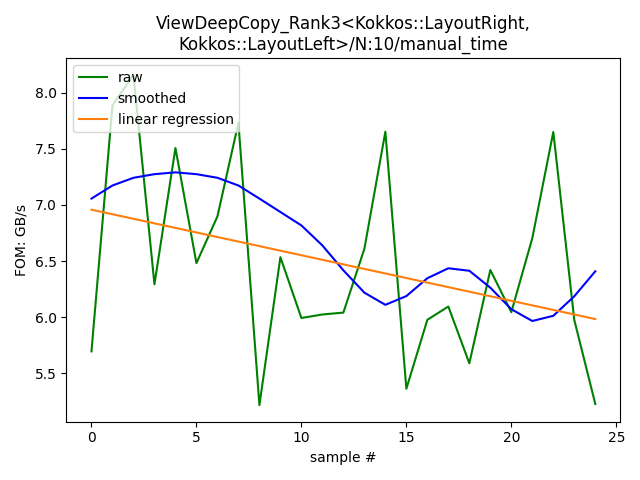 ViewDeepCopy_Rank3<Kokkos::LayoutRight,
Kokkos::LayoutLeft>/N:10/manual_time
raw
smoothed
linear regression
FOM: GB/s
8.0
7.5
7.0
6.5
6.0
5.5
0
5
10
15
20
25
sample #